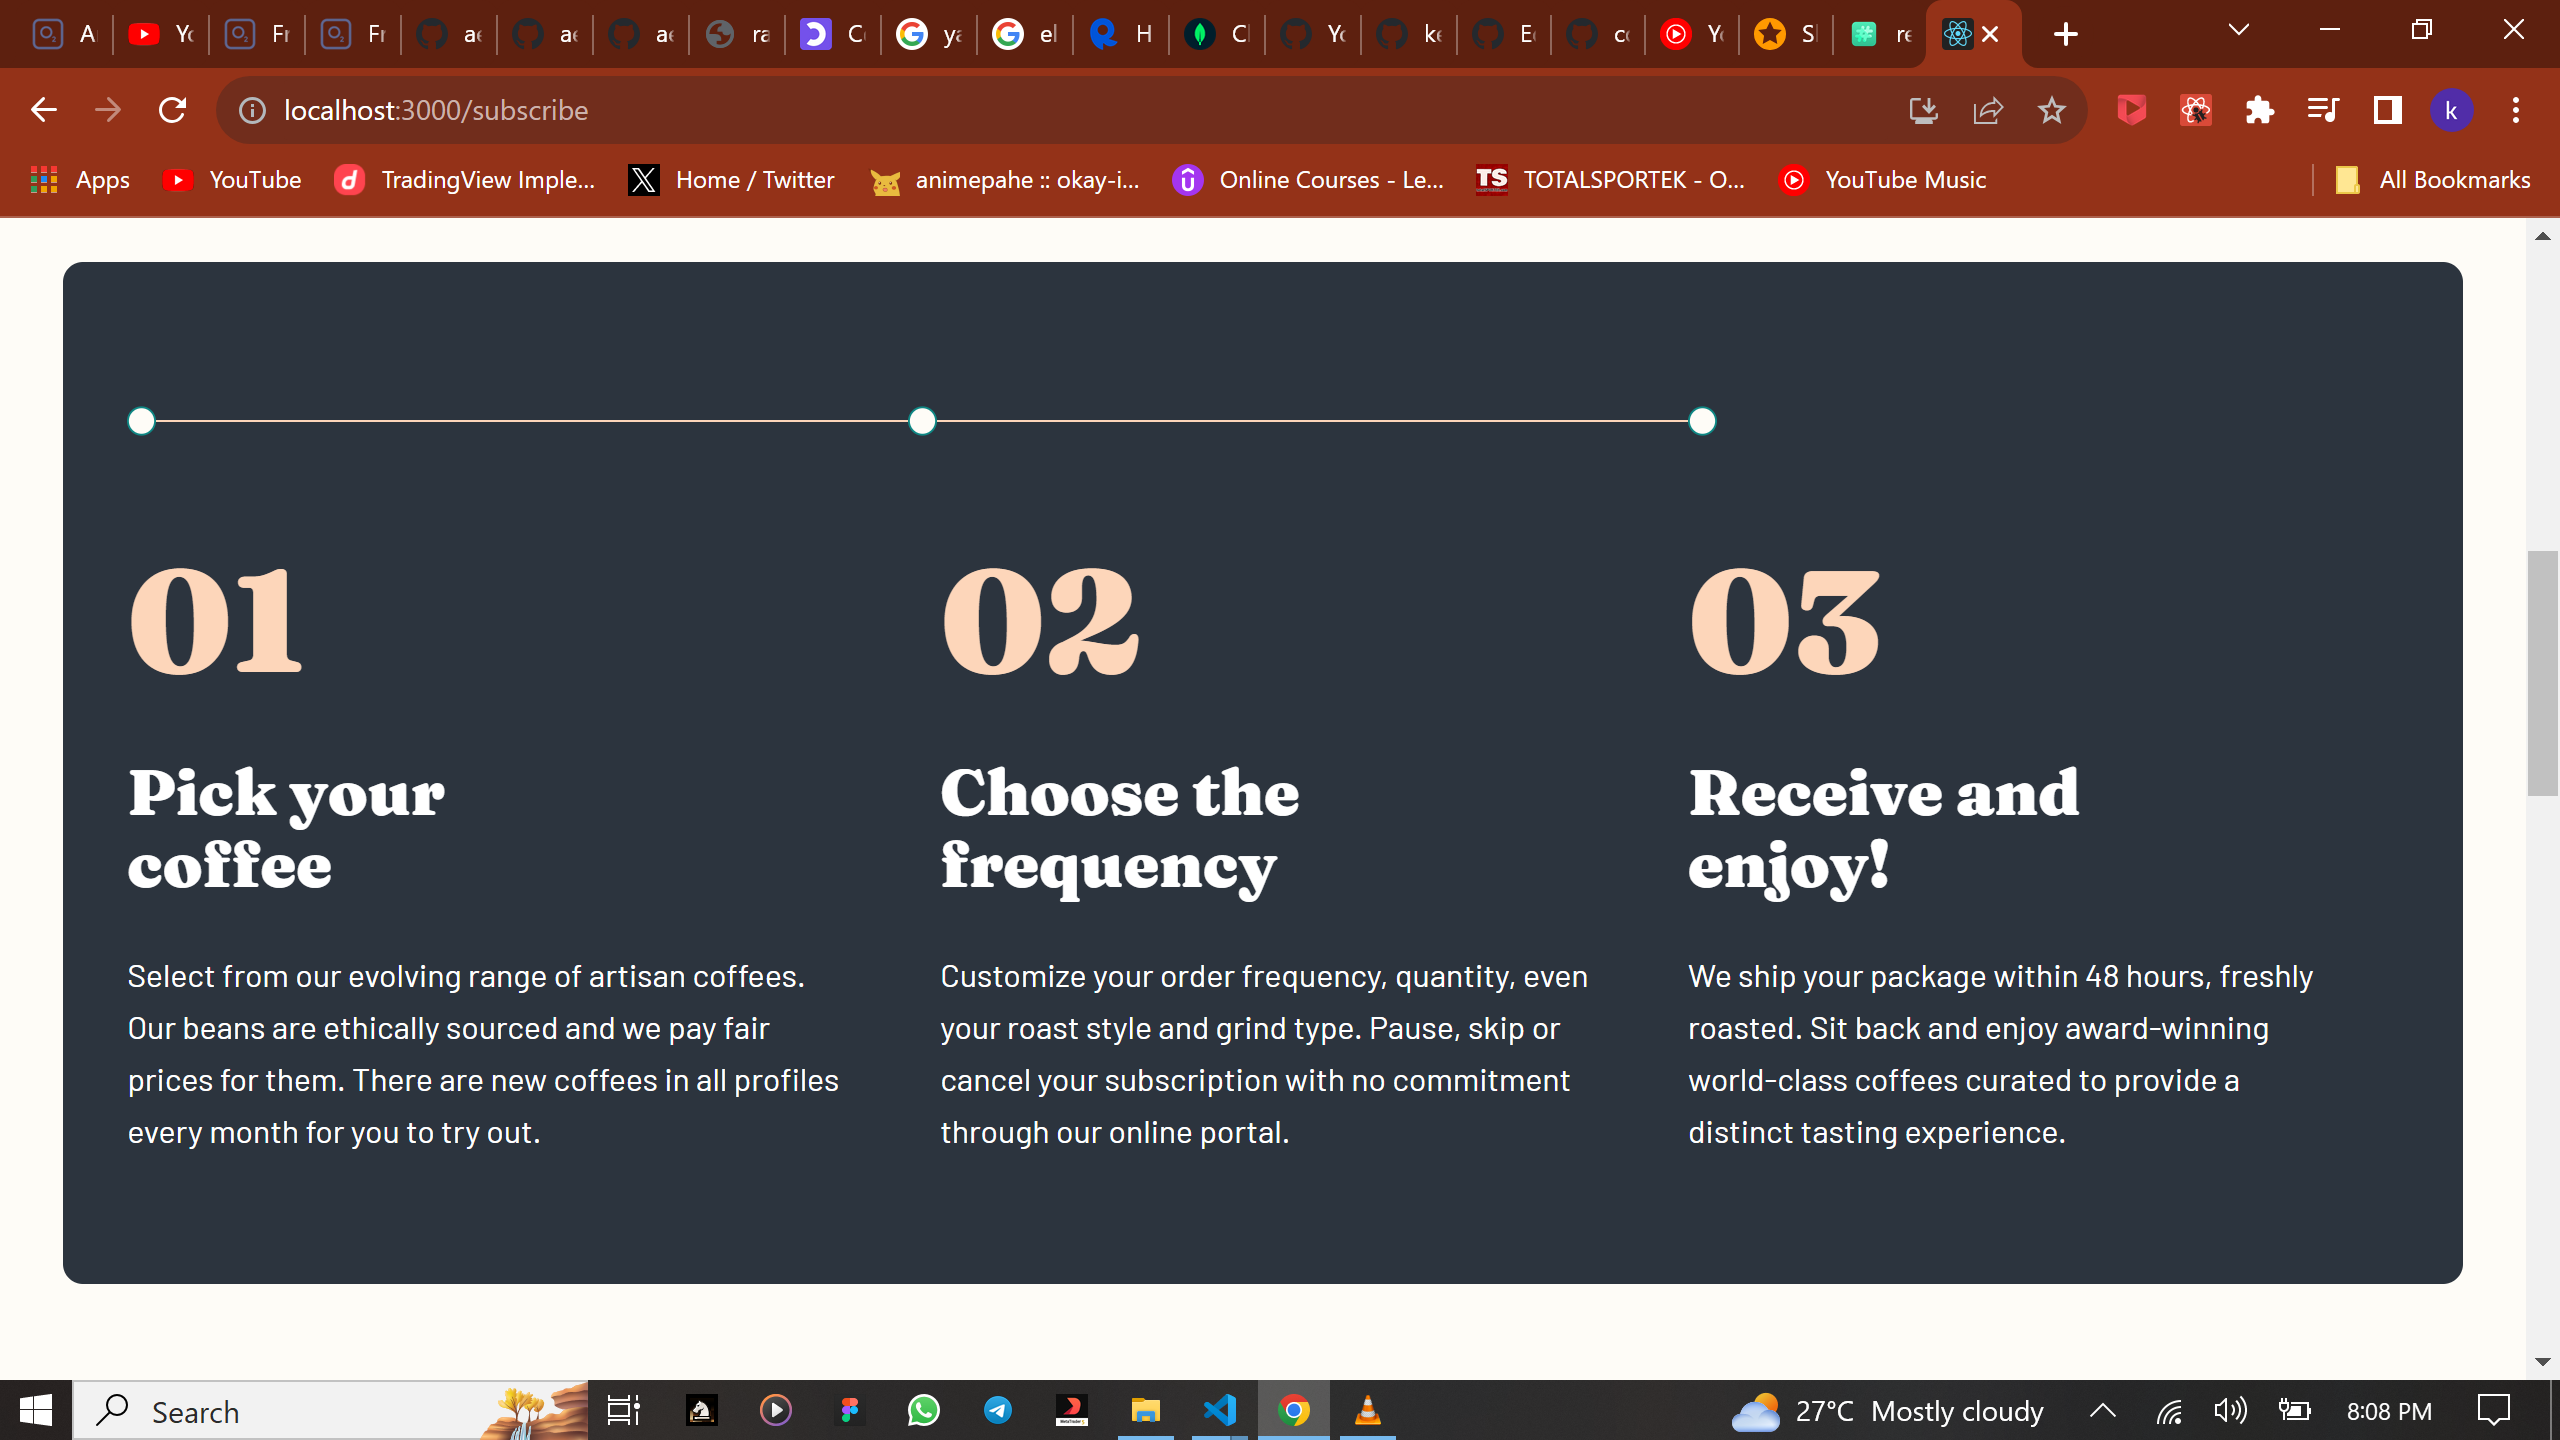 A
Yo
Fr
Fr
ae
ae
ae
ra
C
ya
el
H
Cl
Yo
ke
Ec
co
Yo
Sl
re
localhost:3000/subscribe
k
Apps
YouTube
TradingView Imple...
Home / Twitter
animepahe :: okay-i...
Online Courses - Le...
TS TOTALSPORTEK - O...
YouTube Music
All Bookmarks
01
02
03
Pick your
coffee
Choose the
frequency
Receive and
enjoy!
Select from our evolving range of artisan coffees.
Our beans are ethically sourced and we pay fair
prices for them. There are new coffees in all profiles
every month for you to try out.
Customize your order frequency, quantity, even
your roast style and grind type. Pause, skip or
cancel your subscription with no commitment
through our online portal.
We ship your package within 48 hours, freshly
roasted. Sit back and enjoy award-winning
world-class coffees curated to provide a
distinct tasting experience.
Search
27°C Mostly cloudy
8:08 PM